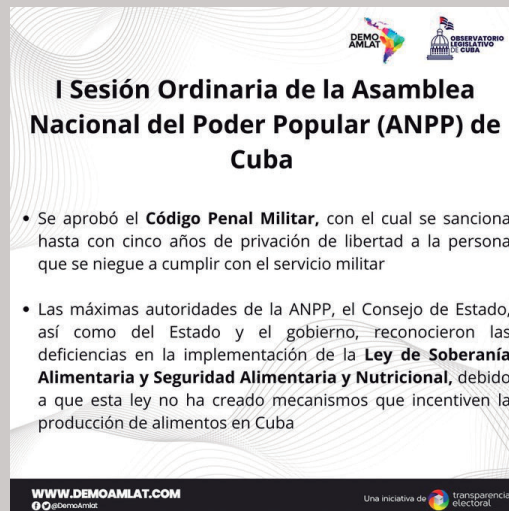 DEMO
AMLAT
OBSERVATORIO
LEGISLATIVO
DE CUBA
I Sesión Ordinaria de la Asamblea
Nacional del Poder Popular (ANPP) de
Cuba
• Se aprobó el Código Penal Militar, con el cual se sanciona
hasta con cinco años de privación de libertad a la persona
que se niegue a cumplir con el servicio militar
• Las máximas autoridades de la ANPP, el Consejo de Estado,
así como del Estado y el gobierno, reconocieron las
deficiencias en la implementación de la Ley de Soberanía
Alimentaria y Seguridad Alimentaria y Nutricional, debido
a que esta ley no ha creado mecanismos que incentiven la
producción de alimentos en Cuba
WWW.DEMOAMLAT.COM
@DemoAmlat
Una iniciativa de
transparencia
electoral